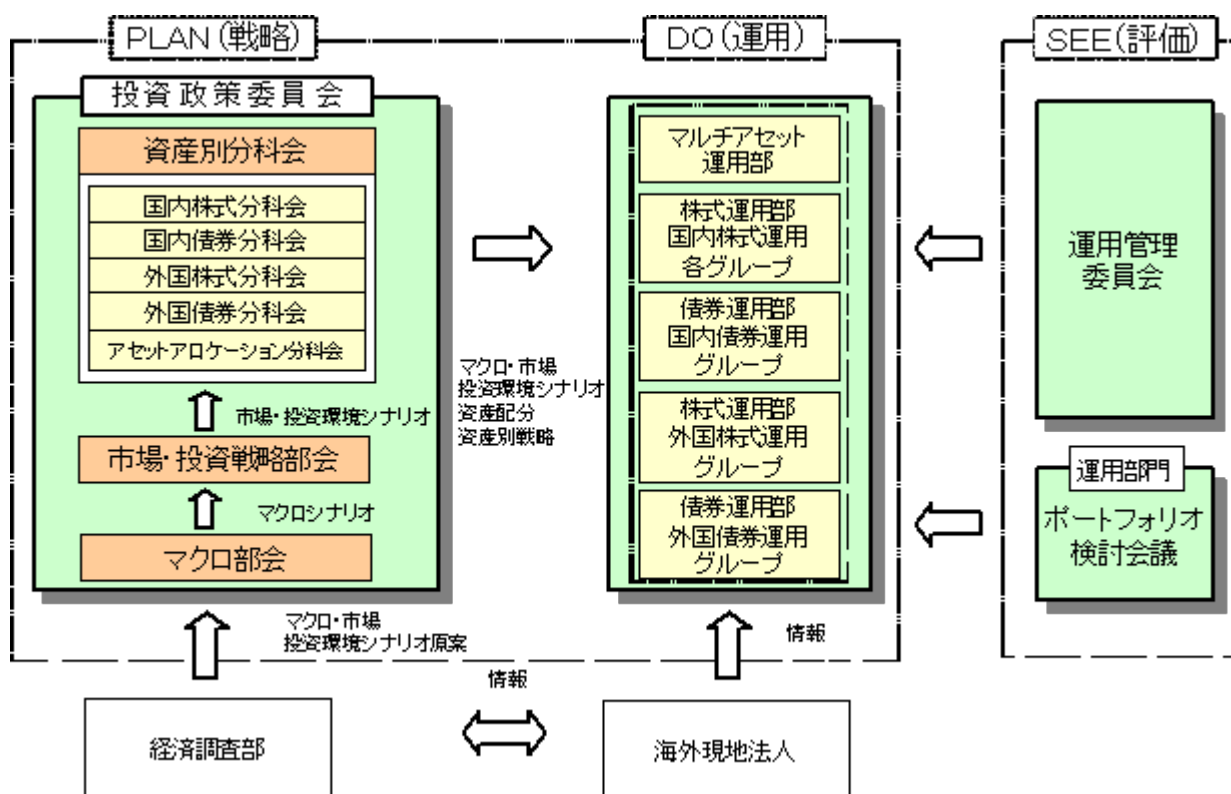 PLAN(戦略)
投資政策委員会
資産別分科会
国内株式分科会
国内債券分科会
外国株式分科会
外国債券分科会
アセットアロケーション分科会
市場・投資環境シナリオ
市場・投資戦略部会
マクロシナリオ
マクロ部会
マクロ・市場
投資環境シナリオ原案
経済調査部
マクロ・市場
投資環境シナリオ
資産配分
資産別戦略
DO(運用)
マルチアセット
運用部
株式運用部
国内株式運用
各グループ
債券運用部
国内債券運用
グループ
株式運用部
外国株式運用
グループ
債券運用部
外国債券運用
グループ
情報
情報
海外現地法人
SEE(評価)
運用管理
委員会
運用部門
ポートフォリオ
検討会議